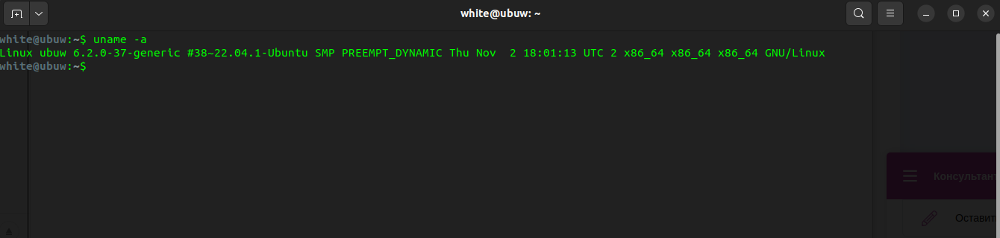 white@ubuw: ~
white@ubuw:~$ uname -a
Linux ubuw 6.2.0-37-generic #38~22.04.1-Ubuntu SMP PREEMPT_DYNAMIC Thu Nov  2 18:01:13 UTC 2 x86_64 x86_64 x86_64 GNU/Linux
white@ubuw:~$
Консультант
Оставит